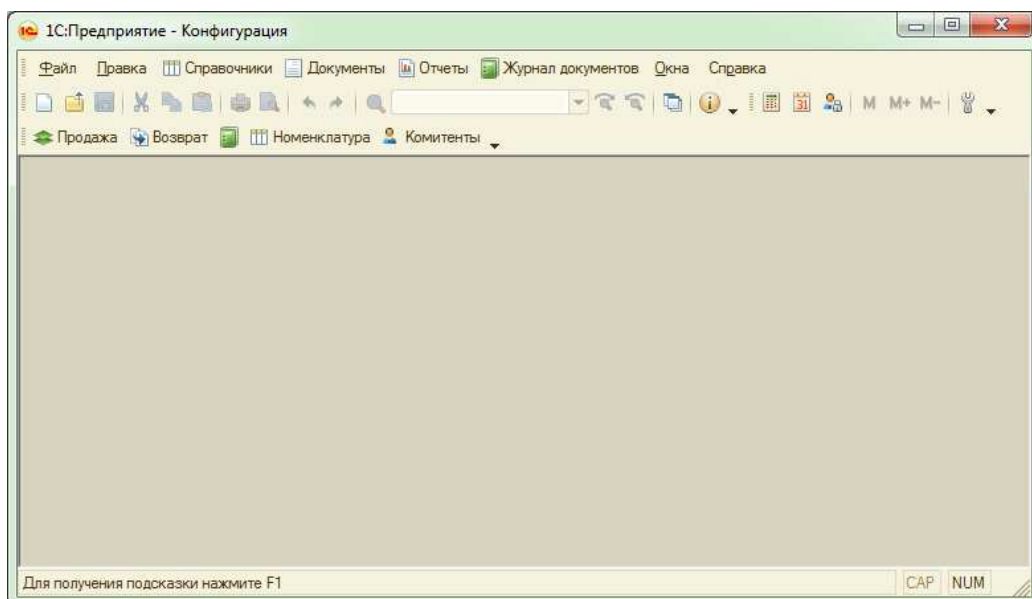 1С:Предприятие - Конфигурация
Файл Правка Справочники Документы Отчеты Журнал документов Окна Справка
31 M M+ M-
Продажа Возврат Номенклатура Комитенты
Для получения подсказки нажмите F1 CAP NUM